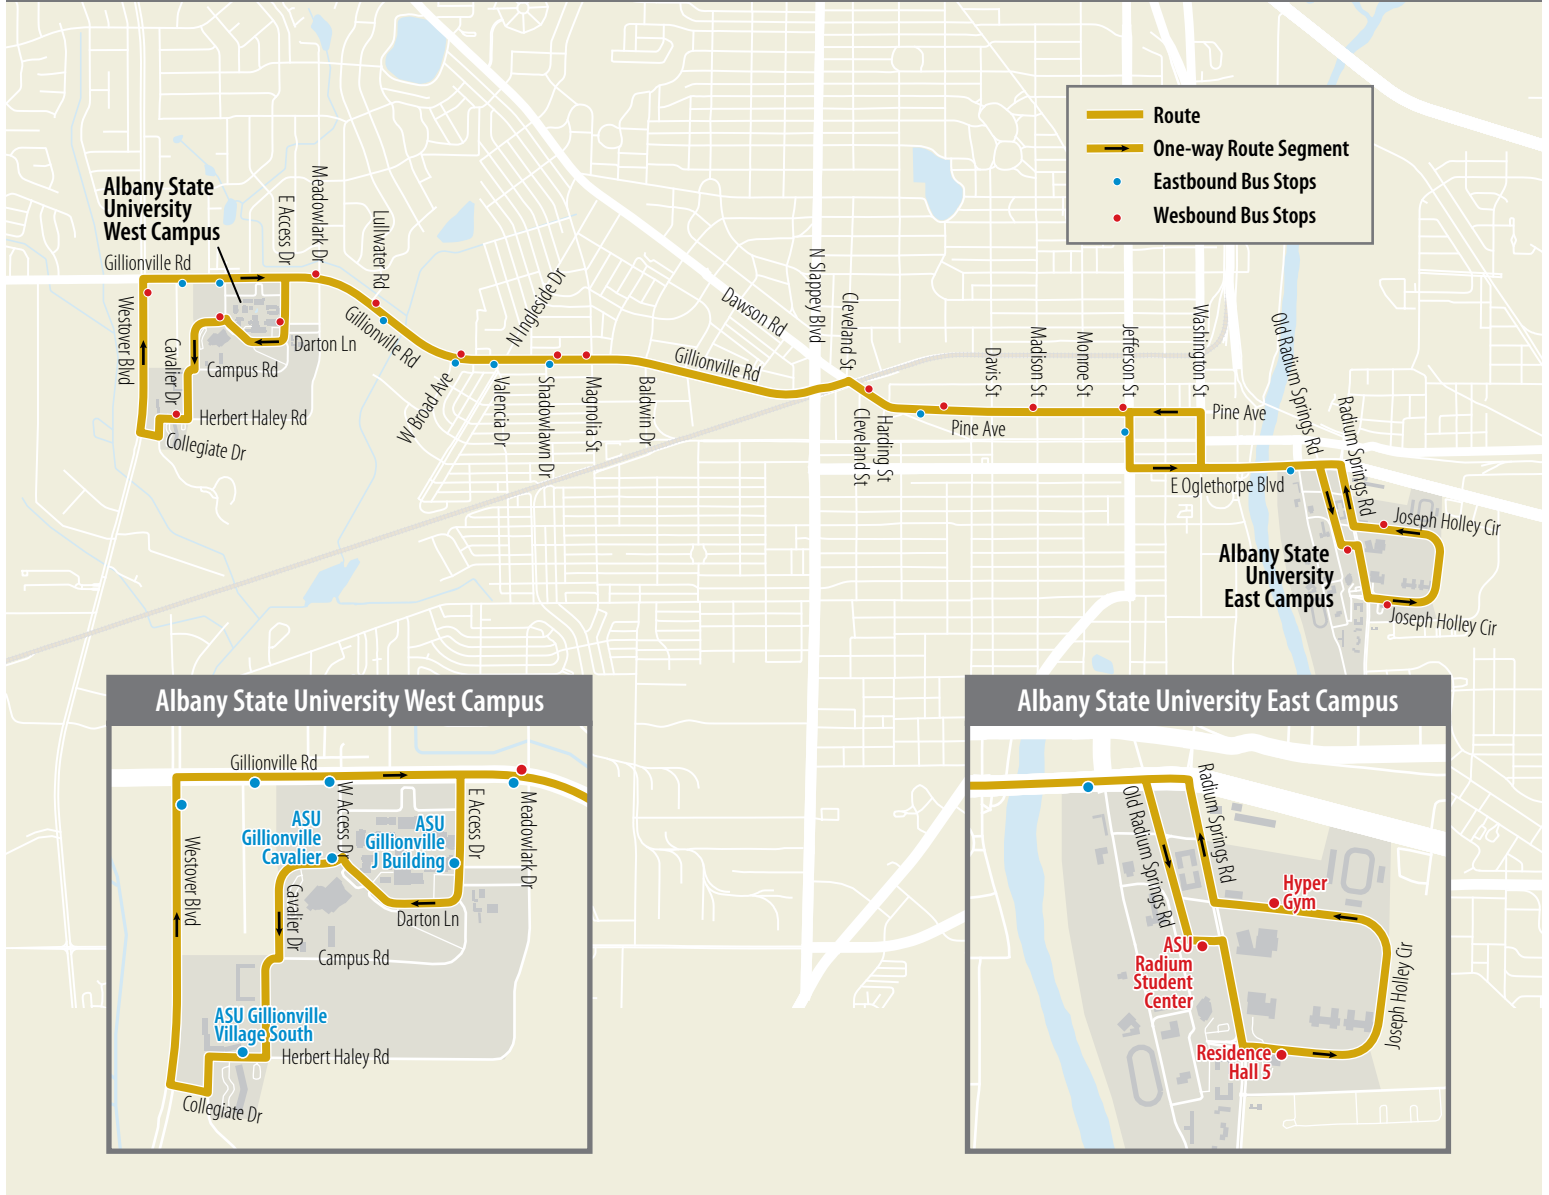 Route
One-way Route Segment
Eastbound Bus Stops
Wesbound Bus Stops
Albany State
University
West Campus
Gillionville Rd
E Access Dr
Meadowlark Dr
Lullwater Rd
Gillionville Rd
Westover Blvd
Cavalier Dr
Darton Ln
Campus Rd
Herbert Haley Rd
Collegiate Dr
W Broad Ave
N Ingleside Dr
Valencia Dr
Shadowlawn Dr
Magnolia St
Baldwin Dr
Gillionville Rd
Dawson Rd
N Slappey Blvd
Cleveland St
Cleveland St
Harding St
Pine Ave
Davis St
Madison St
Monroe St
Jefferson St
Washington St
Pine Ave
E Oglethorpe Blvd
Old Radium Springs Rd
Radium Springs Rd
Joseph Holley Cir
Albany State
University
East Campus
Joseph Holley Cir
Albany State University West Campus
Gillionville Rd
W Access Dr
ASU
Gillionville
Cavalier
ASU
Gillionville
J Building
E Access Dr
Meadowlark Dr
Westover Blvd
Cavalier Dr
Darton Ln
Campus Rd
ASU Gillionville
Village South
Herbert Haley Rd
Collegiate Dr
Albany State University East Campus
Old Radium Springs Rd
Radium Springs Rd
Hyper
Gym
ASU
Radium
Student
Center
Joseph Holley Cir
Residence
Hall 5